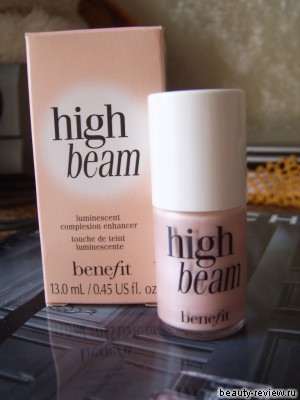 high
beam
luminescent
complexion enhancer
touche de teint
luminescente
benefit
13.0 mL / 0.45 US fl. oz.
high
beam
benefit
beauty-review.ru